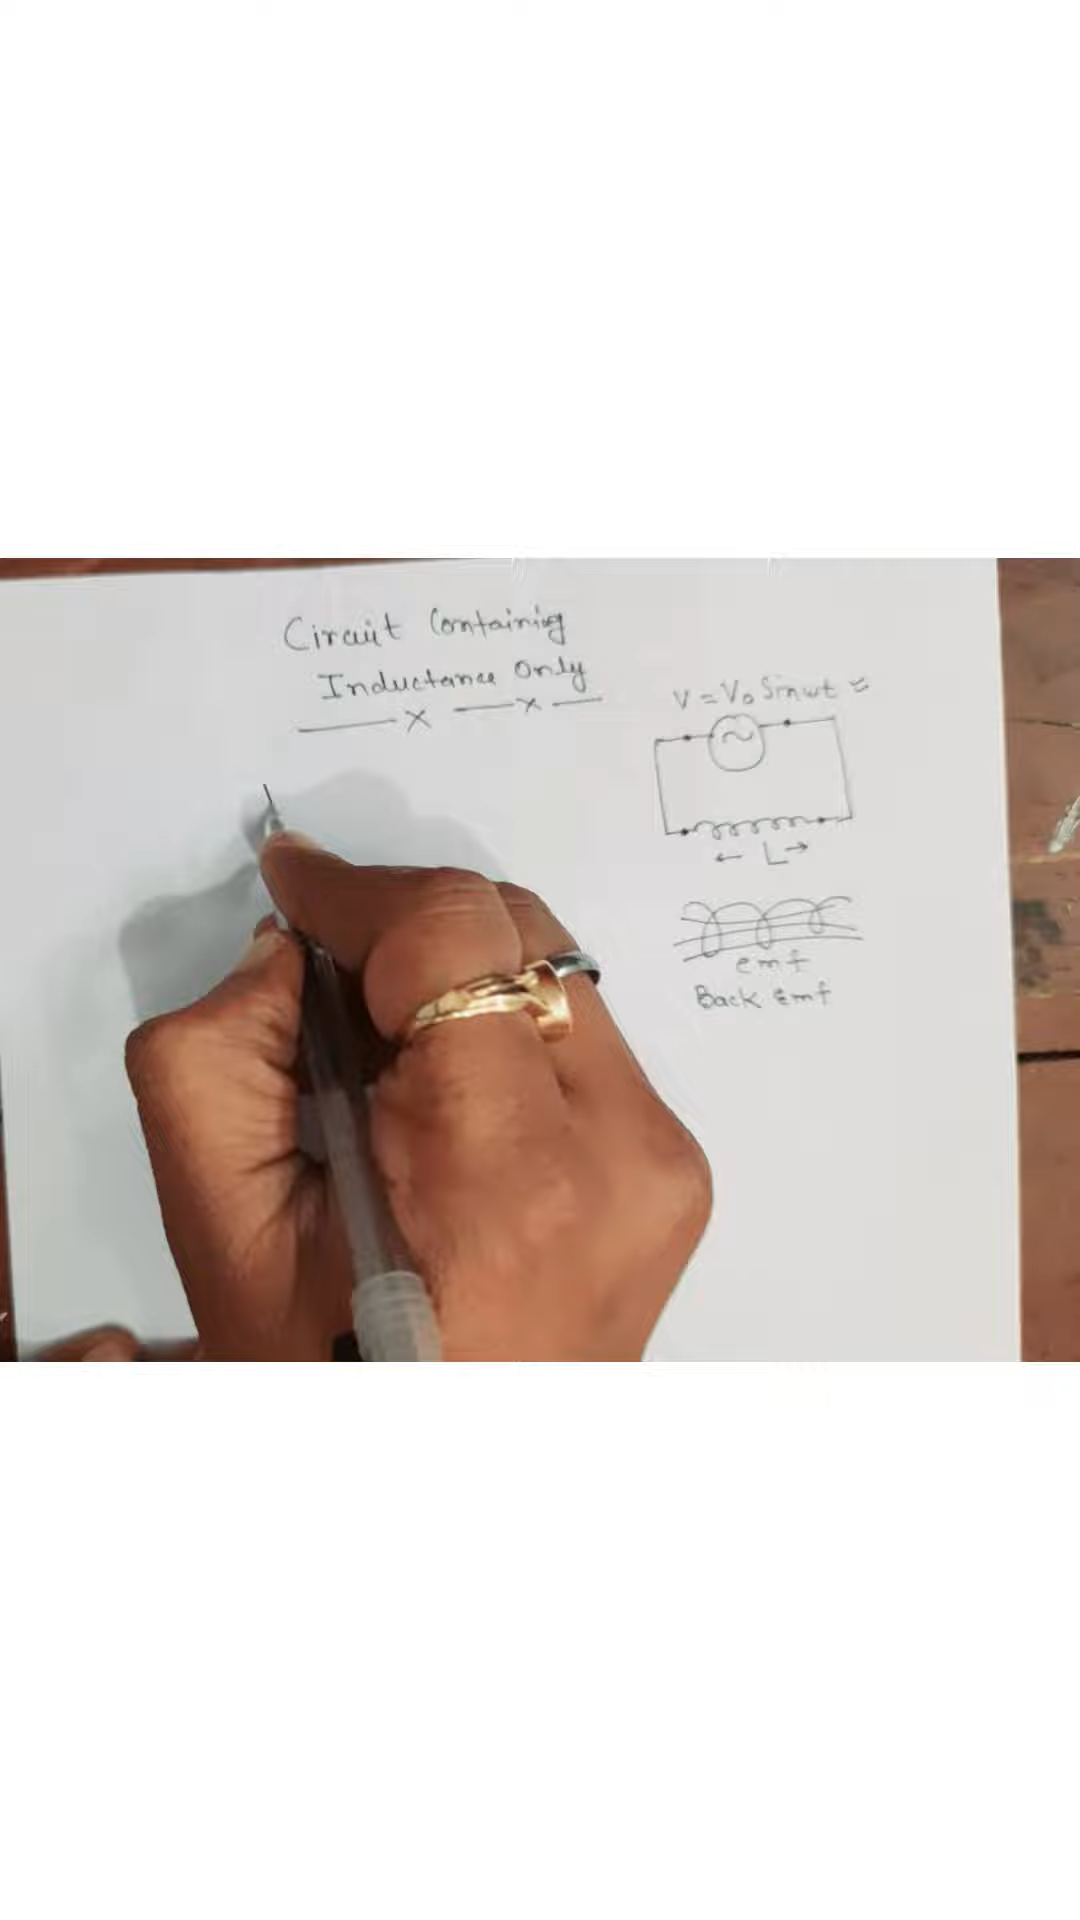 Circuit Containing
Inductance Only
V = V₀ Sinωt
~
← L →
emf
Back emf